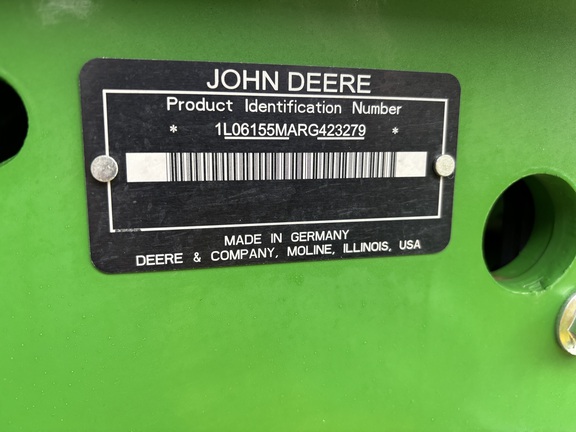 JOHN DEERE
Product Identification Number
* 1L06155MARG423279 *
MADE IN GERMANY
DEERE & COMPANY, MOLINE, ILLINOIS, USA